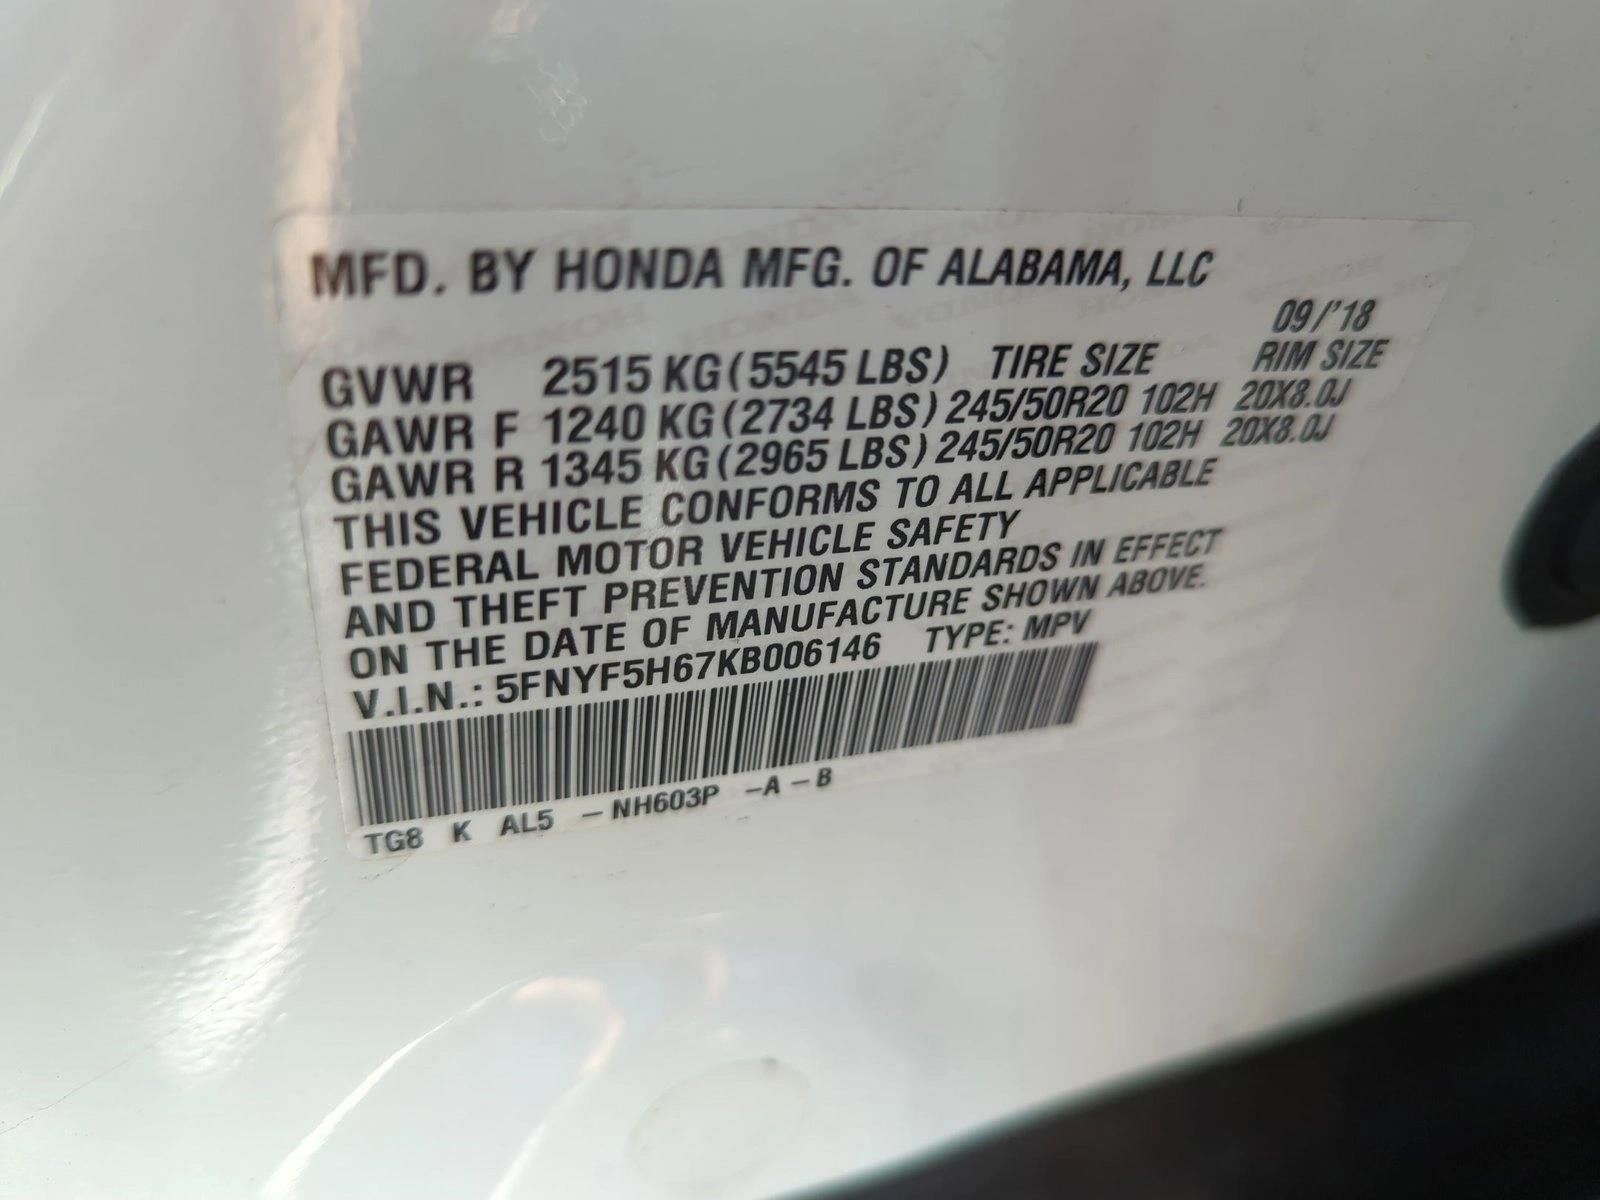 MFD. BY HONDA MFG. OF ALABAMA, LLC
09/'18
GVWR 2515 KG (5545 LBS) TIRE SIZE RIM SIZE
GAWR F 1240 KG (2734 LBS) 245/50R20 102H 20X8.0J
GAWR R 1345 KG (2965 LBS) 245/50R20 102H 20X8.0J
THIS VEHICLE CONFORMS TO ALL APPLICABLE
FEDERAL MOTOR VEHICLE SAFETY
AND THEFT PREVENTION STANDARDS IN EFFECT
ON THE DATE OF MANUFACTURE SHOWN ABOVE.
V.I.N.: 5FNYF5H67KB006146 TYPE: MPV
TG8 K AL5 -NH603P -A-B